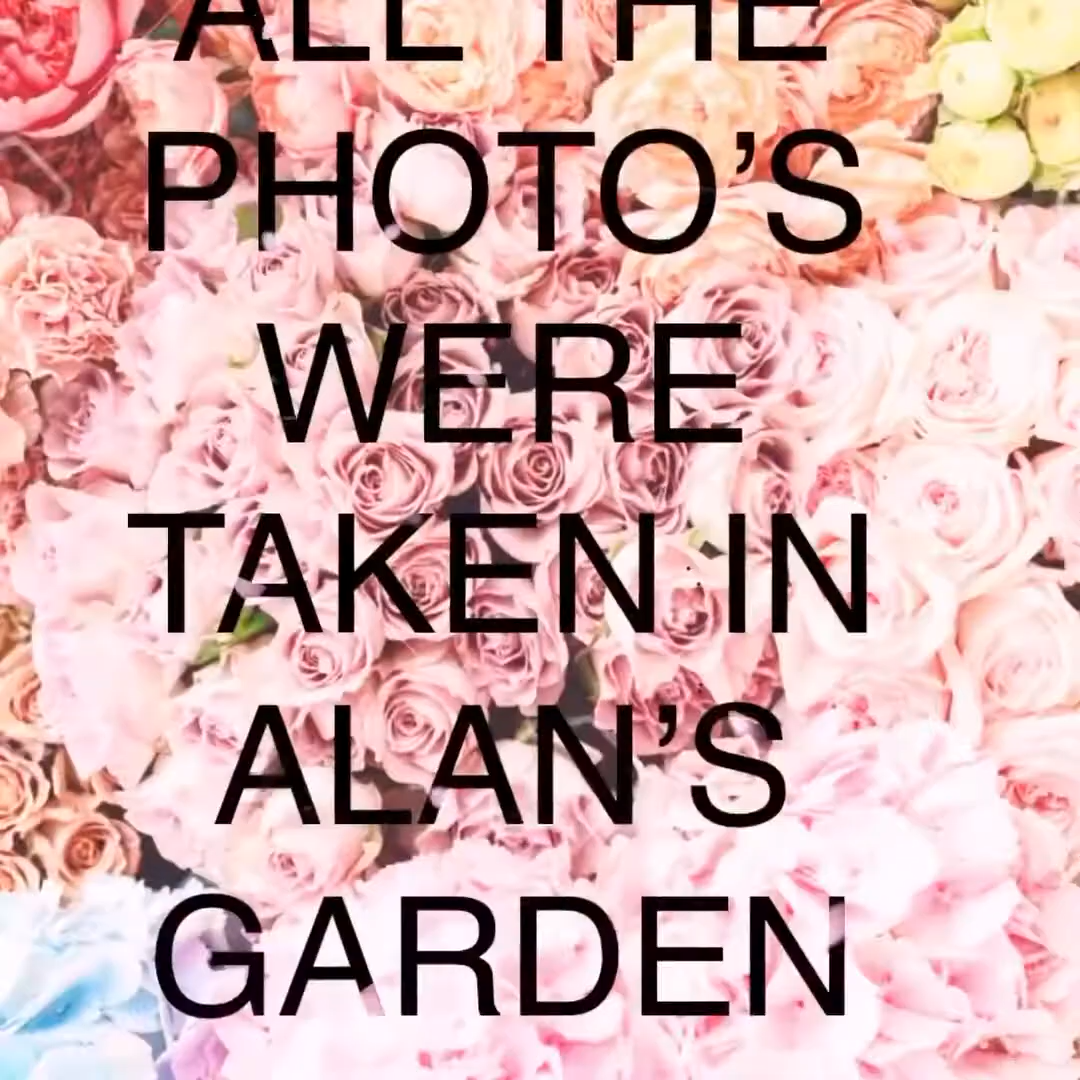 ALL THE
PHOTO’S
WERE
TAKEN IN
ALAN’S
GARDEN